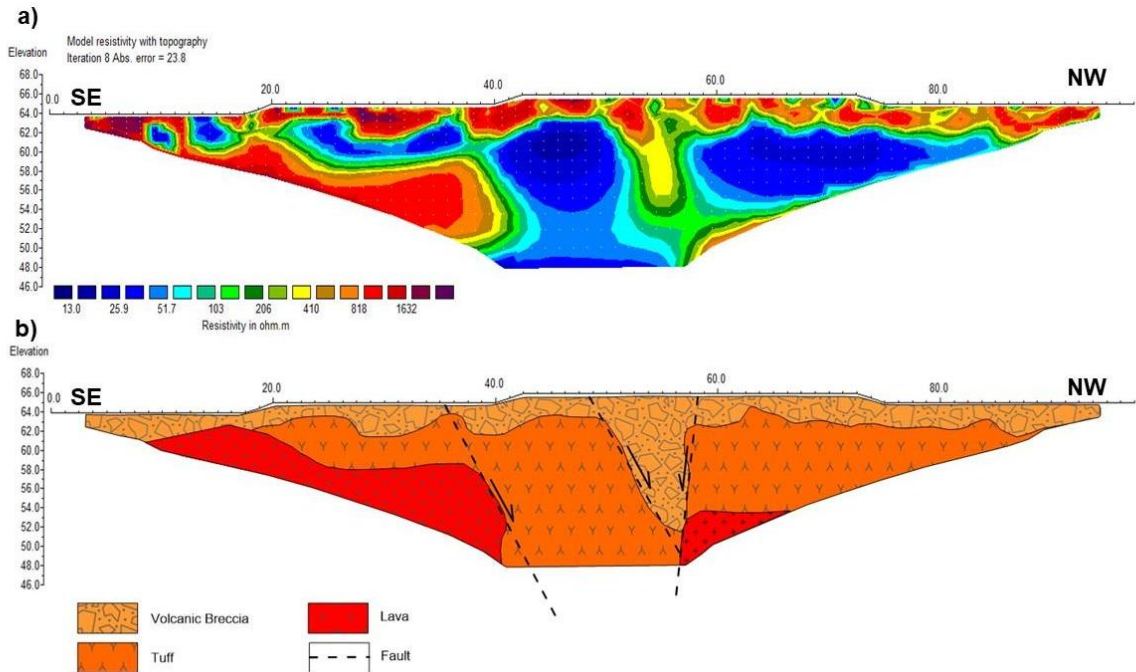 a)
Model resistivity with topography
Elevation Iteration 8 Abs. error = 23.8
68.0
66.0
64.0
62.0
60.0
58.0
56.0
54.0
52.0
50.0
48.0
46.0
0.0 SE 20.0 40.0 60.0 80.0 NW
13.0 25.9 51.7 103 206 410 818 1632
Resistivity in ohm.m
b)
Elevation
68.0
66.0
64.0
62.0
60.0
58.0
56.0
54.0
52.0
50.0
48.0
46.0
0.0 SE 20.0 40.0 60.0 80.0 NW
Volcanic Breccia Lava
Tuff Fault